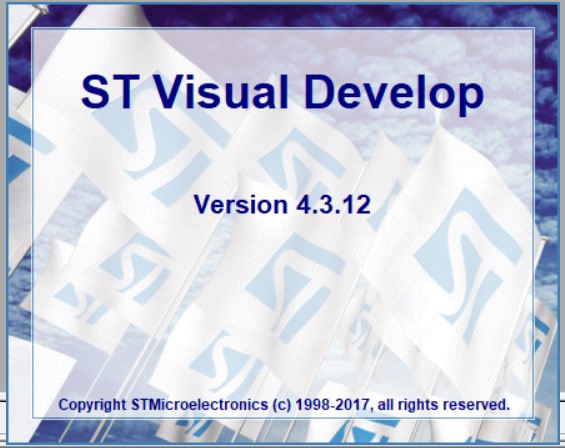 ST Visual Develop
Version 4.3.12
Copyright STMicroelectronics (c) 1998-2017, all rights reserved.